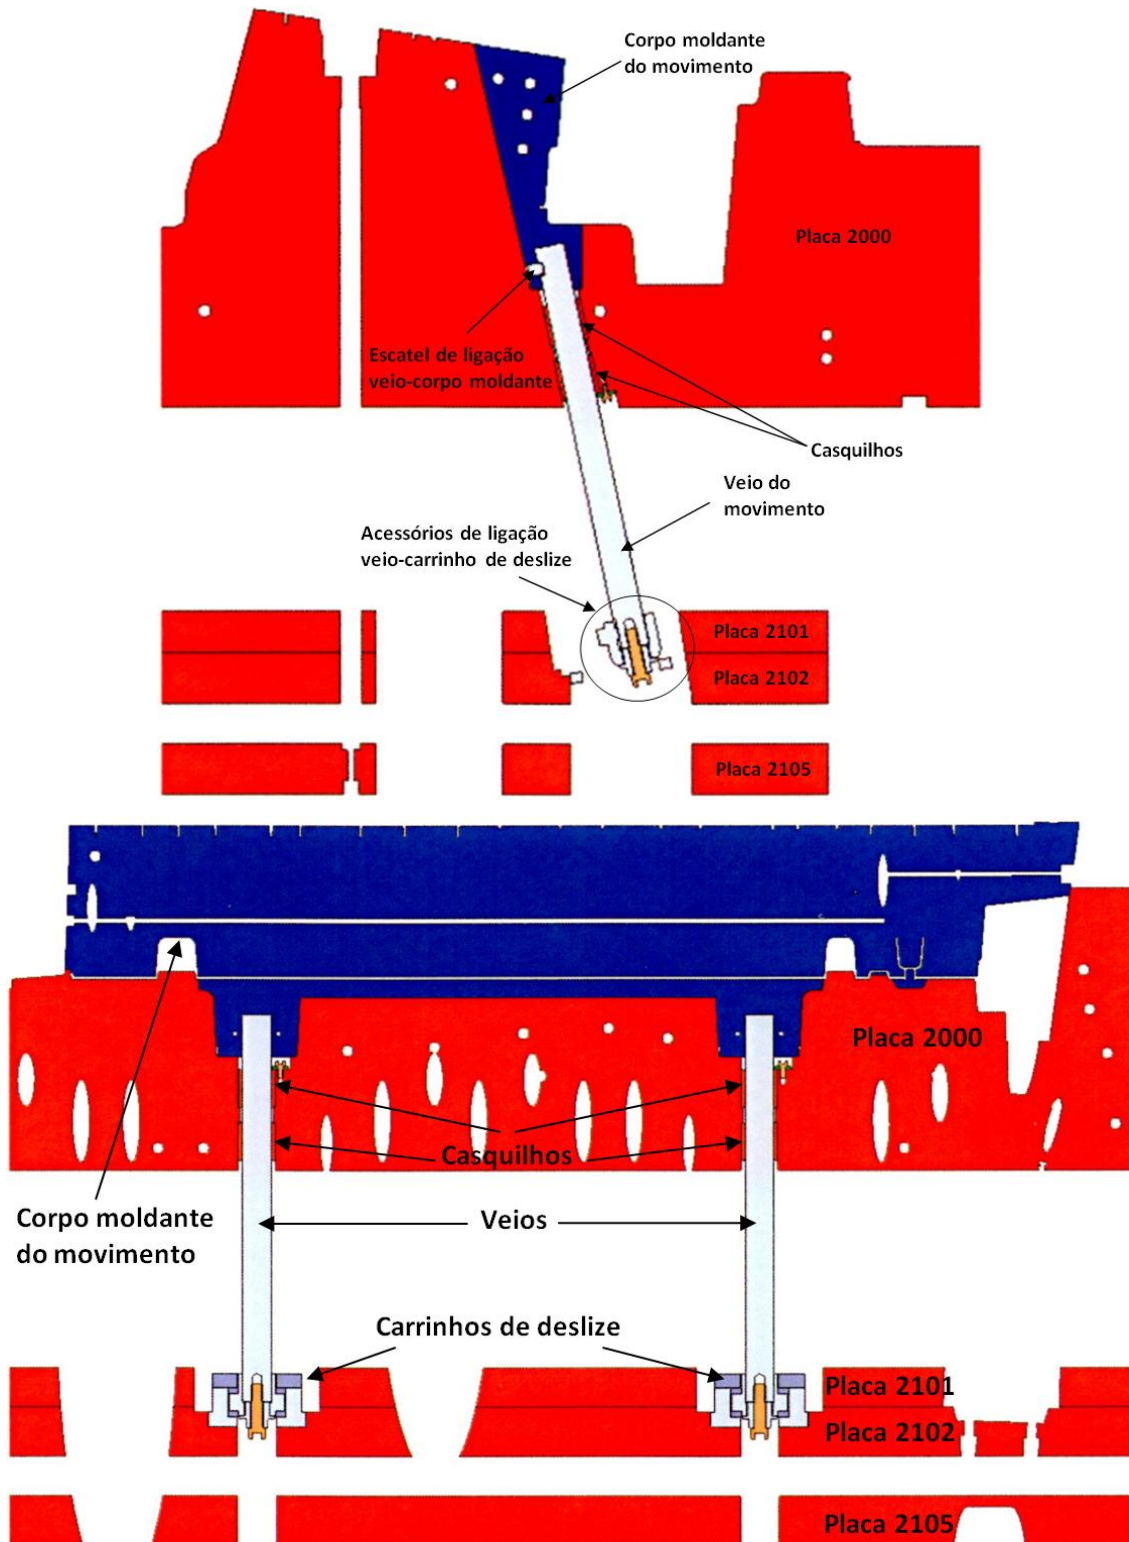 Corpo moldante
do movimento
Placa 2000
Escatel de ligação
veio-corpo moldante
Casquilhos
Veio do
movimento
Acessórios de ligação
veio-carrinho de deslize
Placa 2101
Placa 2102
Placa 2105
Placa 2000
Casquilhos
Corpo moldante
do movimento
Veios
Carrinhos de deslize
Placa 2101
Placa 2102
Placa 2105